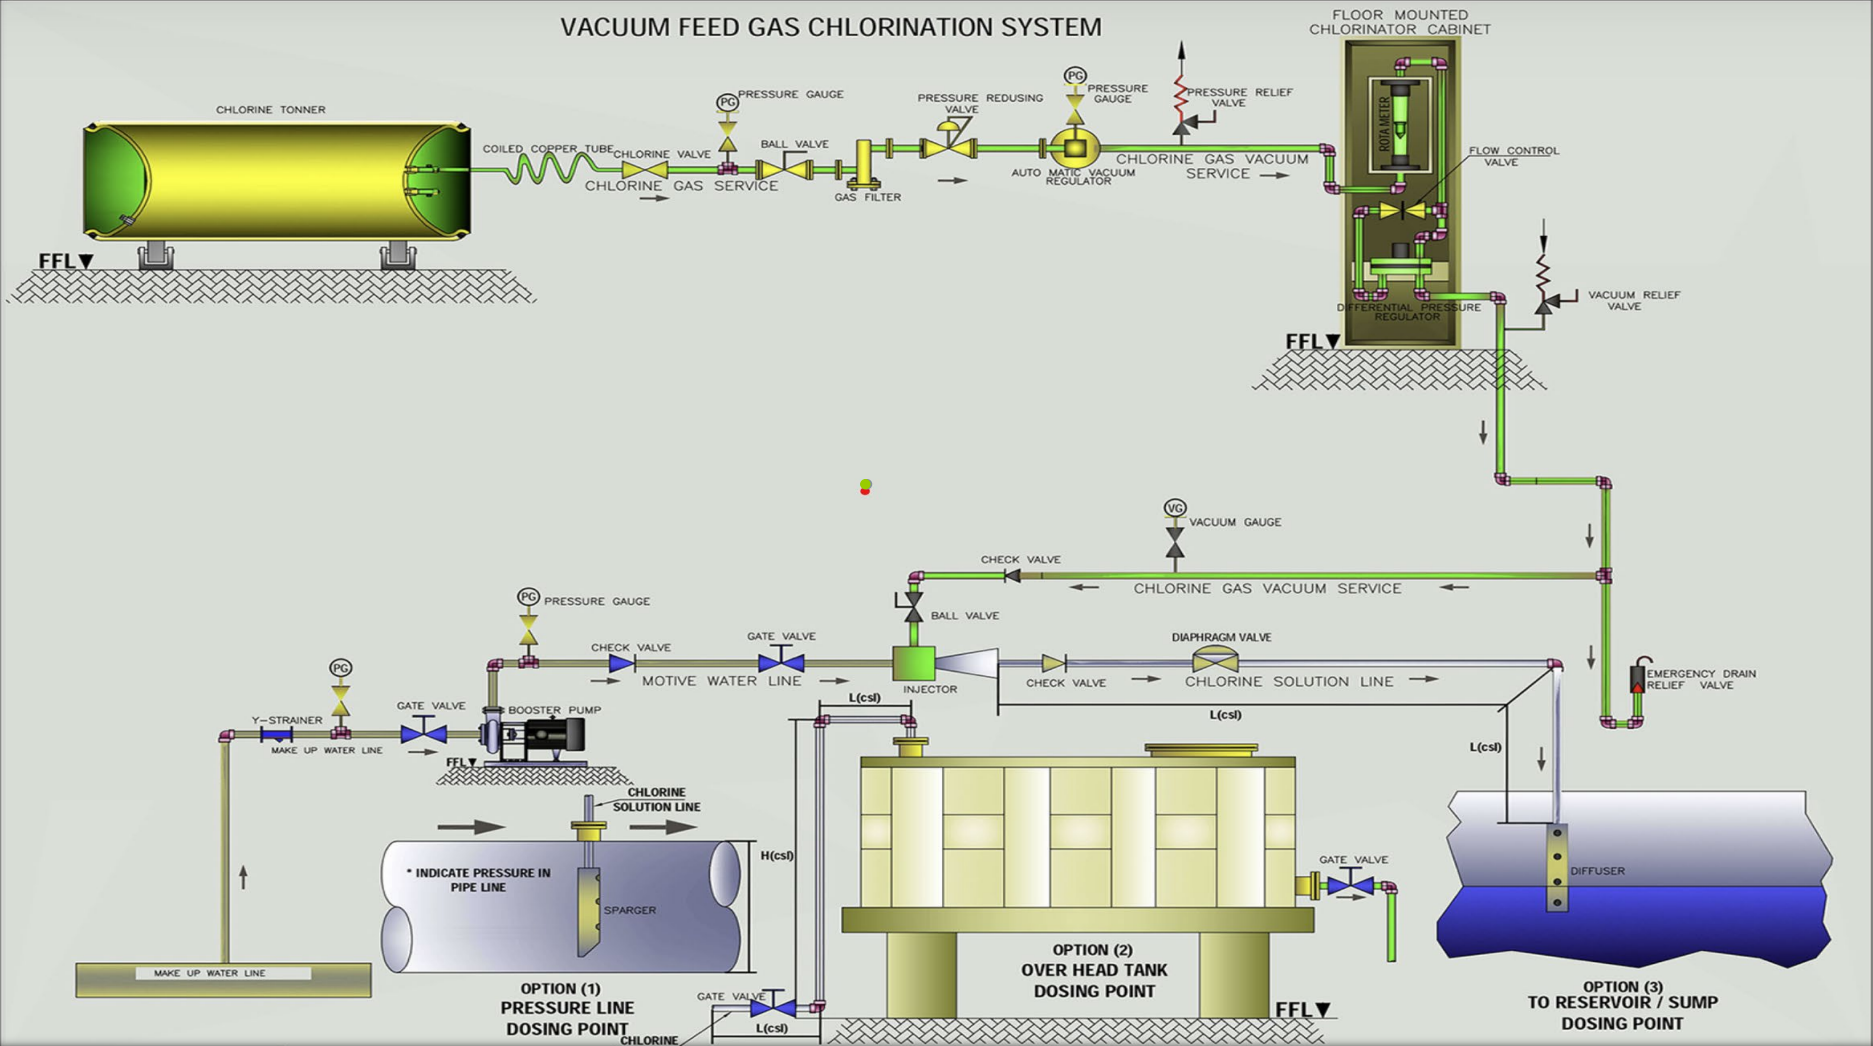 VACUUM FEED GAS CHLORINATION SYSTEM
FLOOR MOUNTED
CHLORINATOR CABINET
CHLORINE TONNER
PG
PRESSURE GAUGE
PRESSURE REDUSING
VALVE
PG
PRESSURE
GAUGE
PRESSURE RELIEF
VALVE
ROTA METER
COILED COPPER TUBE
CHLORINE VALVE
BALL VALVE
CHLORINE GAS SERVICE
GAS FILTER
AUTO MATIC VACUUM
REGULATOR
CHLORINE GAS VACUUM
SERVICE
FLOW CONTROL
VALVE
FFL
DIFFERENTIAL PRESSURE
REGULATOR
VACUUM RELIEF
VALVE
FFL
VG
VACUUM GAUGE
CHECK VALVE
CHLORINE GAS VACUUM SERVICE
BALL VALVE
PG
PRESSURE GAUGE
CHECK VALVE
GATE VALVE
DIAPHRAGM VALVE
MOTIVE WATER LINE
INJECTOR
CHECK VALVE
CHLORINE SOLUTION LINE
EMERGENCY DRAIN
RELIEF VALVE
PG
Y-STRAINER
GATE VALVE
BOOSTER PUMP
MAKE UP WATER LINE
FFL
L(csl)
L(csl)
L(csl)
CHLORINE
SOLUTION LINE
H(csl)
* INDICATE PRESSURE IN
PIPE LINE
SPARGER
GATE VALVE
DIFFUSER
MAKE UP WATER LINE
OPTION (1)
PRESSURE LINE
DOSING POINT
GATE VALVE
L(csl)
CHLORINE
OPTION (2)
OVER HEAD TANK
DOSING POINT
FFL
OPTION (3)
TO RESERVOIR / SUMP
DOSING POINT